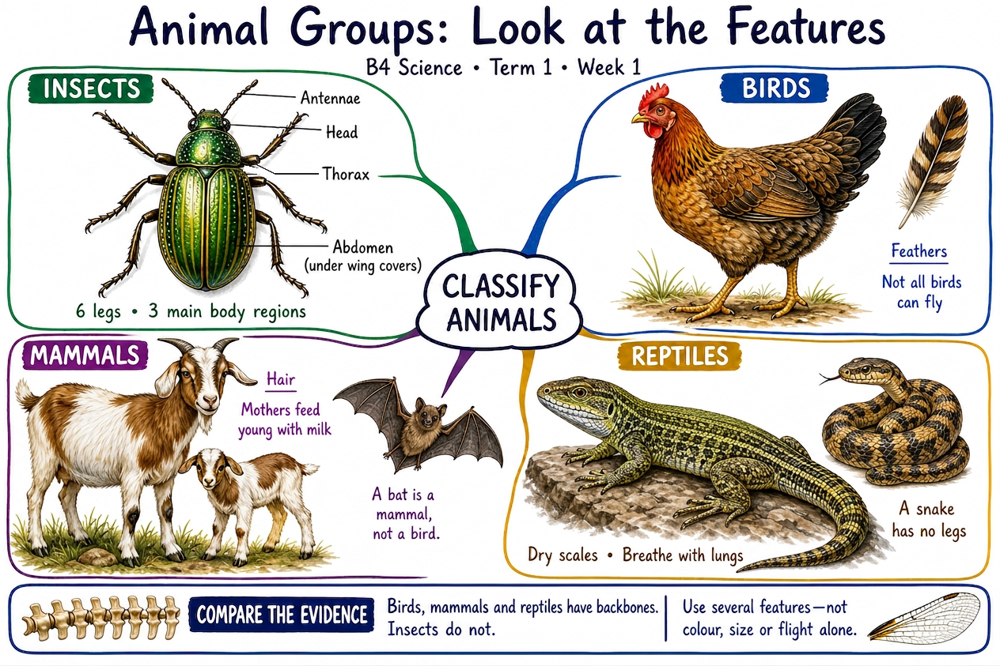 Animal Groups: Look at the Features
B4 Science • Term 1 • Week 1
INSECTS
Antennae
Head
Thorax
Abdomen
(under wing covers)
6 legs • 3 main body regions
BIRDS
Feathers
Not all birds
can fly
CLASSIFY
ANIMALS
MAMMALS
Hair
Mothers feed
young with milk
A bat is a
mammal,
not a bird.
REPTILES
A snake
has no legs
Dry scales • Breathe with lungs
COMPARE THE EVIDENCE
Birds, mammals and reptiles have backbones.
Insects do not.
Use several features—not
colour, size or flight alone.